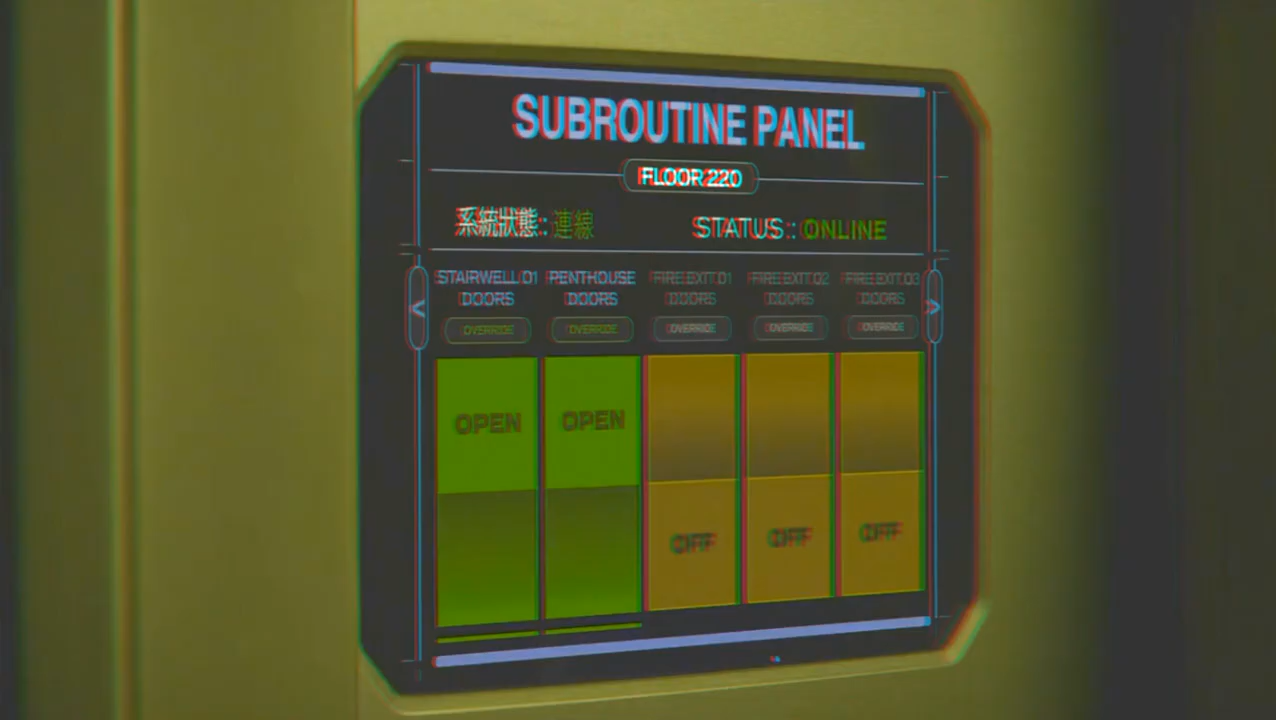 SUBROUTINE PANEL
FLOOR 220
系統狀態:: 連線 STATUS :: ONLINE
< STAIRWELL 01 DOORS PENTHOUSE DOORS FIRE EXIT 01 DOORS FIRE EXIT 02 DOORS FIRE EXIT 03 DOORS >
OVERRIDE OVERRIDE OVERRIDE OVERRIDE OVERRIDE
OPEN OPEN
OFF OFF OFF